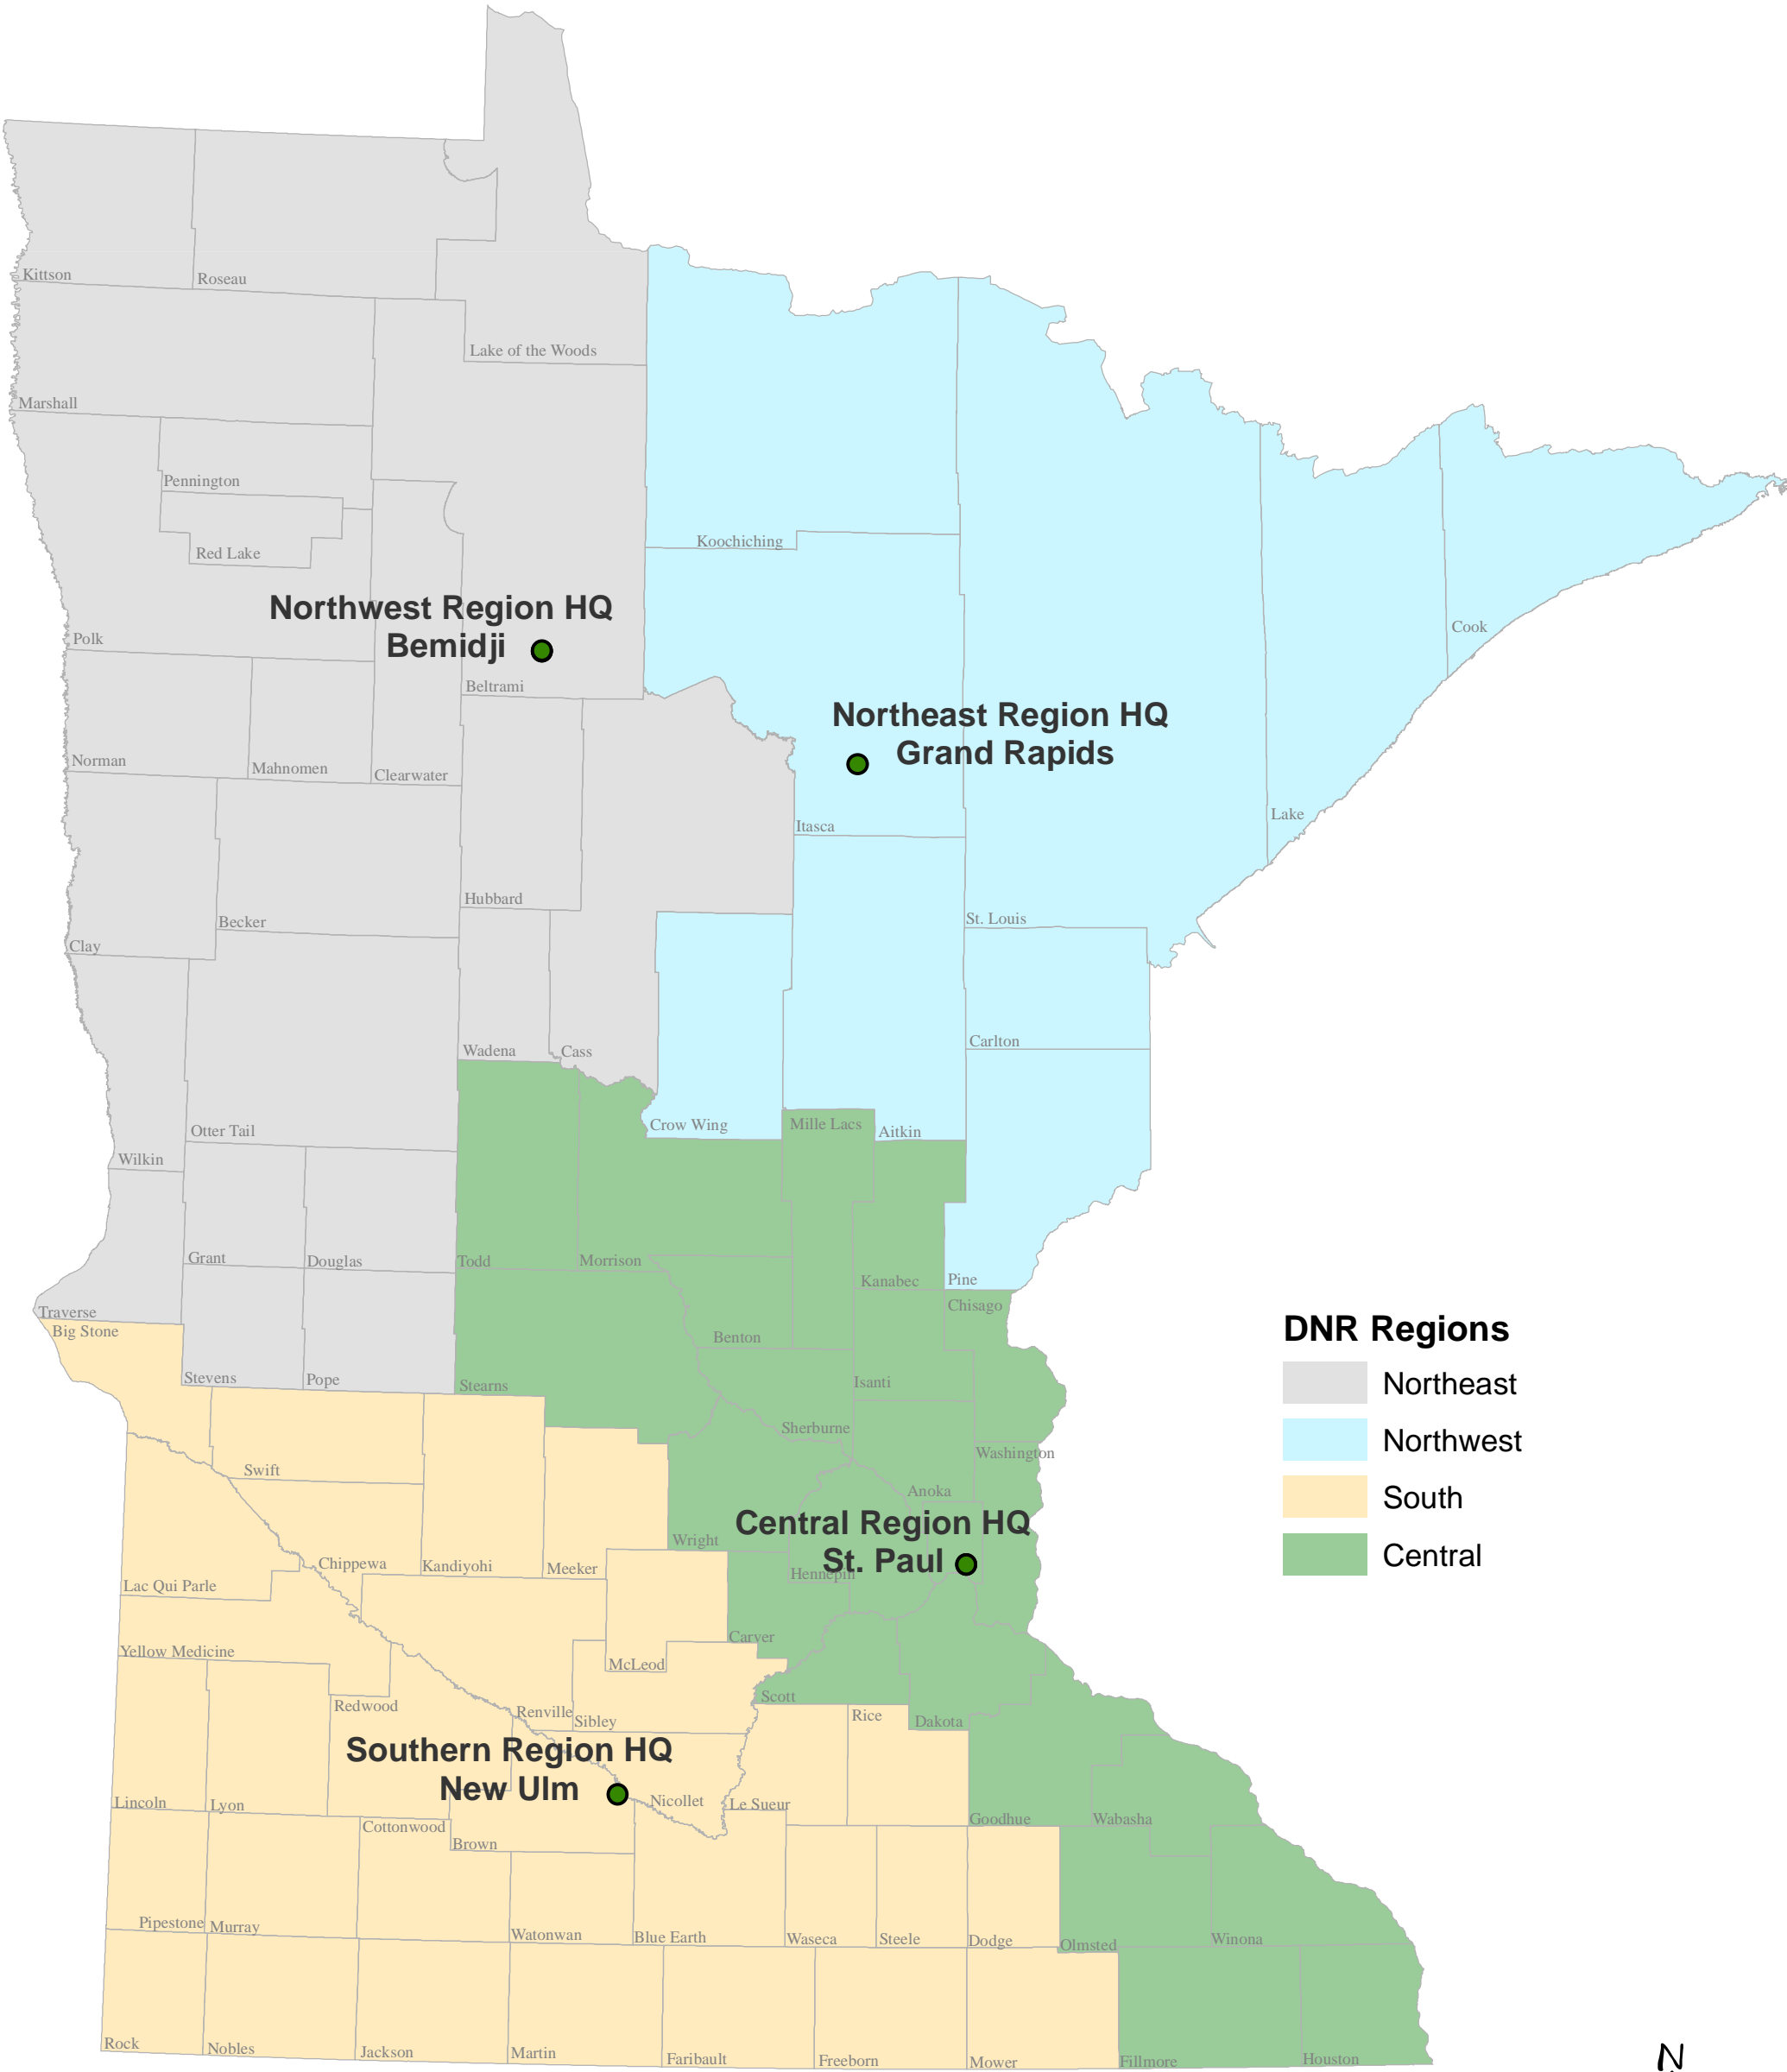 Kittson
Roseau
Lake of the Woods
Marshall
Pennington
Koochiching
Red Lake
Northwest Region HQ
Bemidji
Polk
Cook
Beltrami
Northeast Region HQ
Grand Rapids
Norman
Mahnomen
Clearwater
Lake
Itasca
Hubbard
St. Louis
Becker
Clay
Carlton
Wadena
Cass
Crow Wing
Mille Lacs
Aitkin
Otter Tail
Wilkin
Grant
Douglas
Todd
Morrison
Kanabec
Pine
Chisago
Traverse
Big Stone
Benton
Stevens
Pope
Stearns
Isanti
DNR Regions
Northeast
Northwest
South
Central
Sherburne
Washington
Swift
Anoka
Central Region HQ
St. Paul
Wright
Chippewa
Kandiyohi
Meeker
Hennepin
Lac Qui Parle
Carver
Yellow Medicine
McLeod
Scott
Redwood
Renville
Sibley
Rice
Dakota
Southern Region HQ
New Ulm
Lincoln
Lyon
Nicollet
Le Sueur
Goodhue
Wabasha
Cottonwood
Brown
Pipestone
Murray
Watonwan
Blue Earth
Waseca
Steele
Dodge
Olmsted
Winona
Rock
Nobles
Jackson
Martin
Faribault
Freeborn
Mower
Fillmore
Houston
N